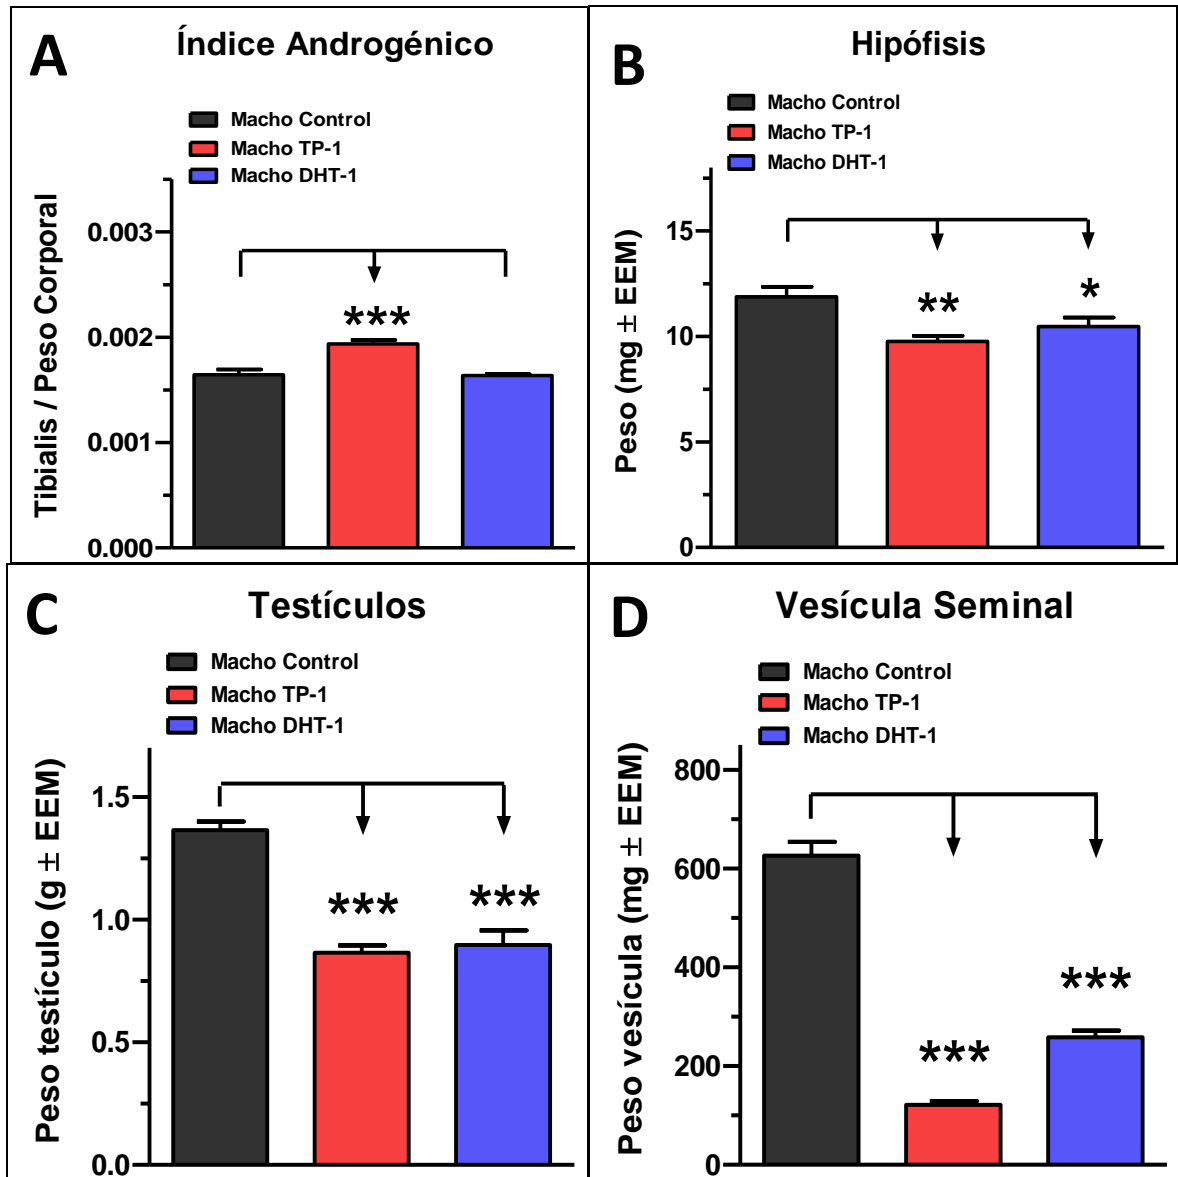 A
Índice Androgénico
Macho Control
Macho TP-1
Macho DHT-1
Tibialis / Peso Corporal
0.003
0.002
0.001
0.000
***
B
Hipófisis
Macho Control
Macho TP-1
Macho DHT-1
Peso (mg ± EEM)
15
10
5
0
**
*
C
Testículos
Macho Control
Macho TP-1
Macho DHT-1
Peso testículo (g ± EEM)
1.5
1.0
0.5
0.0
***
***
D
Vesícula Seminal
Macho Control
Macho TP-1
Macho DHT-1
Peso vesícula (mg ± EEM)
800
600
400
200
0
***
***